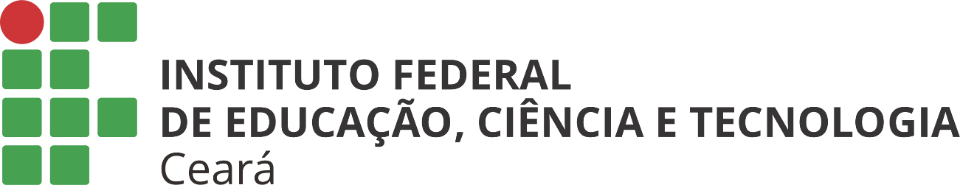 INSTITUTO FEDERAL
DE EDUCAÇÃO, CIÊNCIA E TECNOLOGIA
Ceará